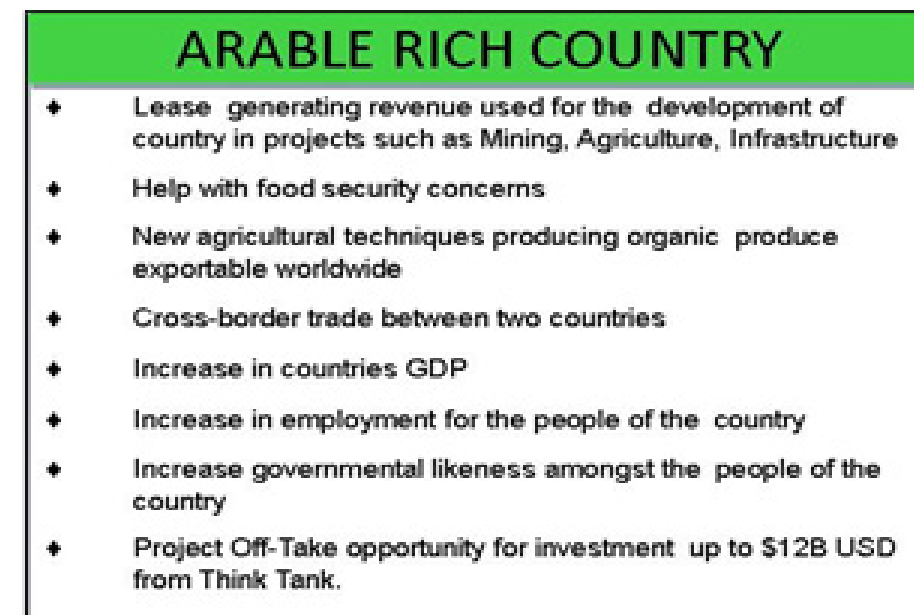 ARABLE RICH COUNTRY
♦ Lease generating revenue used for the development of
country in projects such as Mining, Agriculture, Infrastructure
♦ Help with food security concerns
♦ New agricultural techniques producing organic produce
exportable worldwide
♦ Cross-border trade between two countries
♦ Increase in countries GDP
♦ Increase in employment for the people of the country
♦ Increase governmental likeness amongst the people of the
country
♦ Project Off-Take opportunity for investment up to $12B USD
from Think Tank.